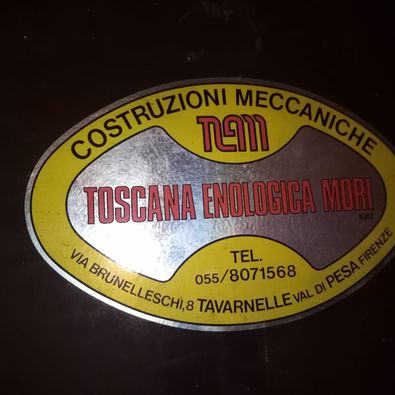 COSTRUZIONI MECCANICHE
TEM
TOSCANA ENOLOGICA MORI
s.r.l
TEL.
055/8071568
VIA BRUNELLESCHI,8 TAVARNELLE VAL DI PESA FIRENZE